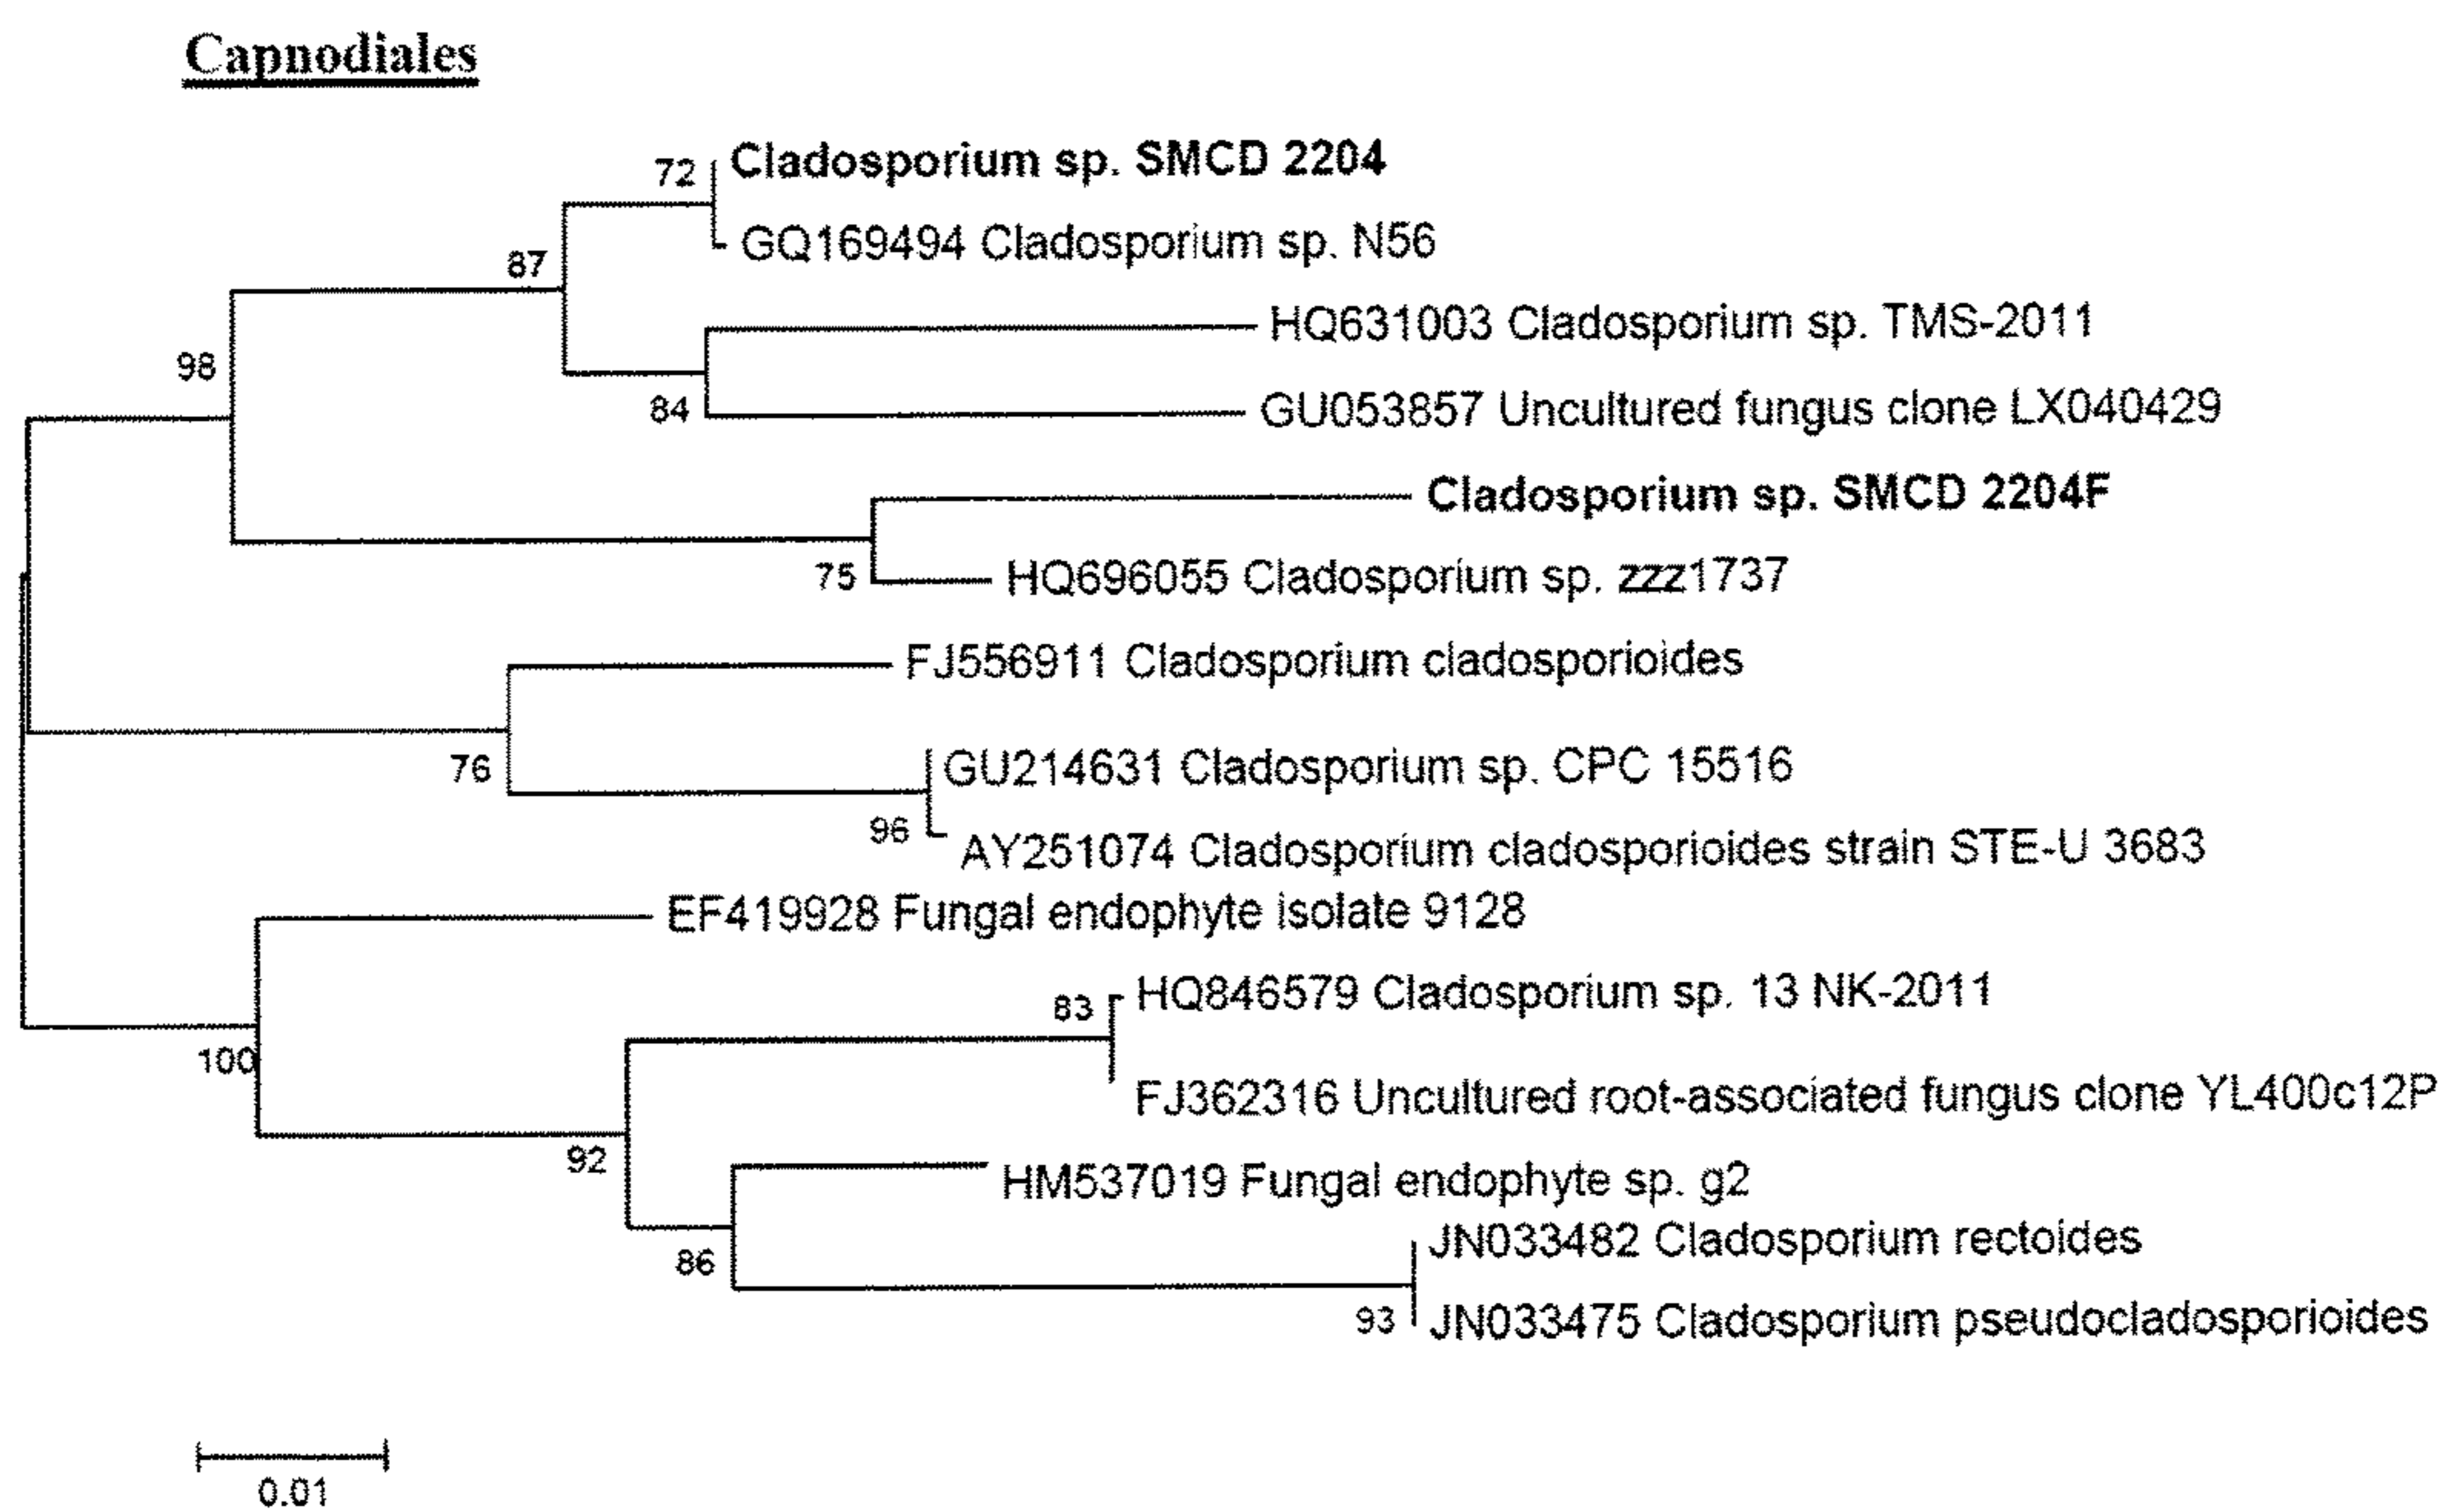 Capnodiales
72
Cladosporium sp. SMCD 2204
GQ169494 Cladosporium sp. N56
87
HQ631003 Cladosporium sp. TMS-2011
98
84
GU053857 Uncultured fungus clone LX040429
Cladosporium sp. SMCD 2204F
75
HQ696055 Cladosporium sp. zzz1737
FJ556911 Cladosporium cladosporioides
76
GU214631 Cladosporium sp. CPC 15516
96
AY251074 Cladosporium cladosporioides strain STE-U 3683
EF419928 Fungal endophyte isolate 9128
83
HQ846579 Cladosporium sp. 13 NK-2011
100
FJ362316 Uncultured root-associated fungus clone YL400c12P
92
HM537019 Fungal endophyte sp. g2
86
JN033482 Cladosporium rectoides
93
JN033475 Cladosporium pseudocladosporioides
0.01